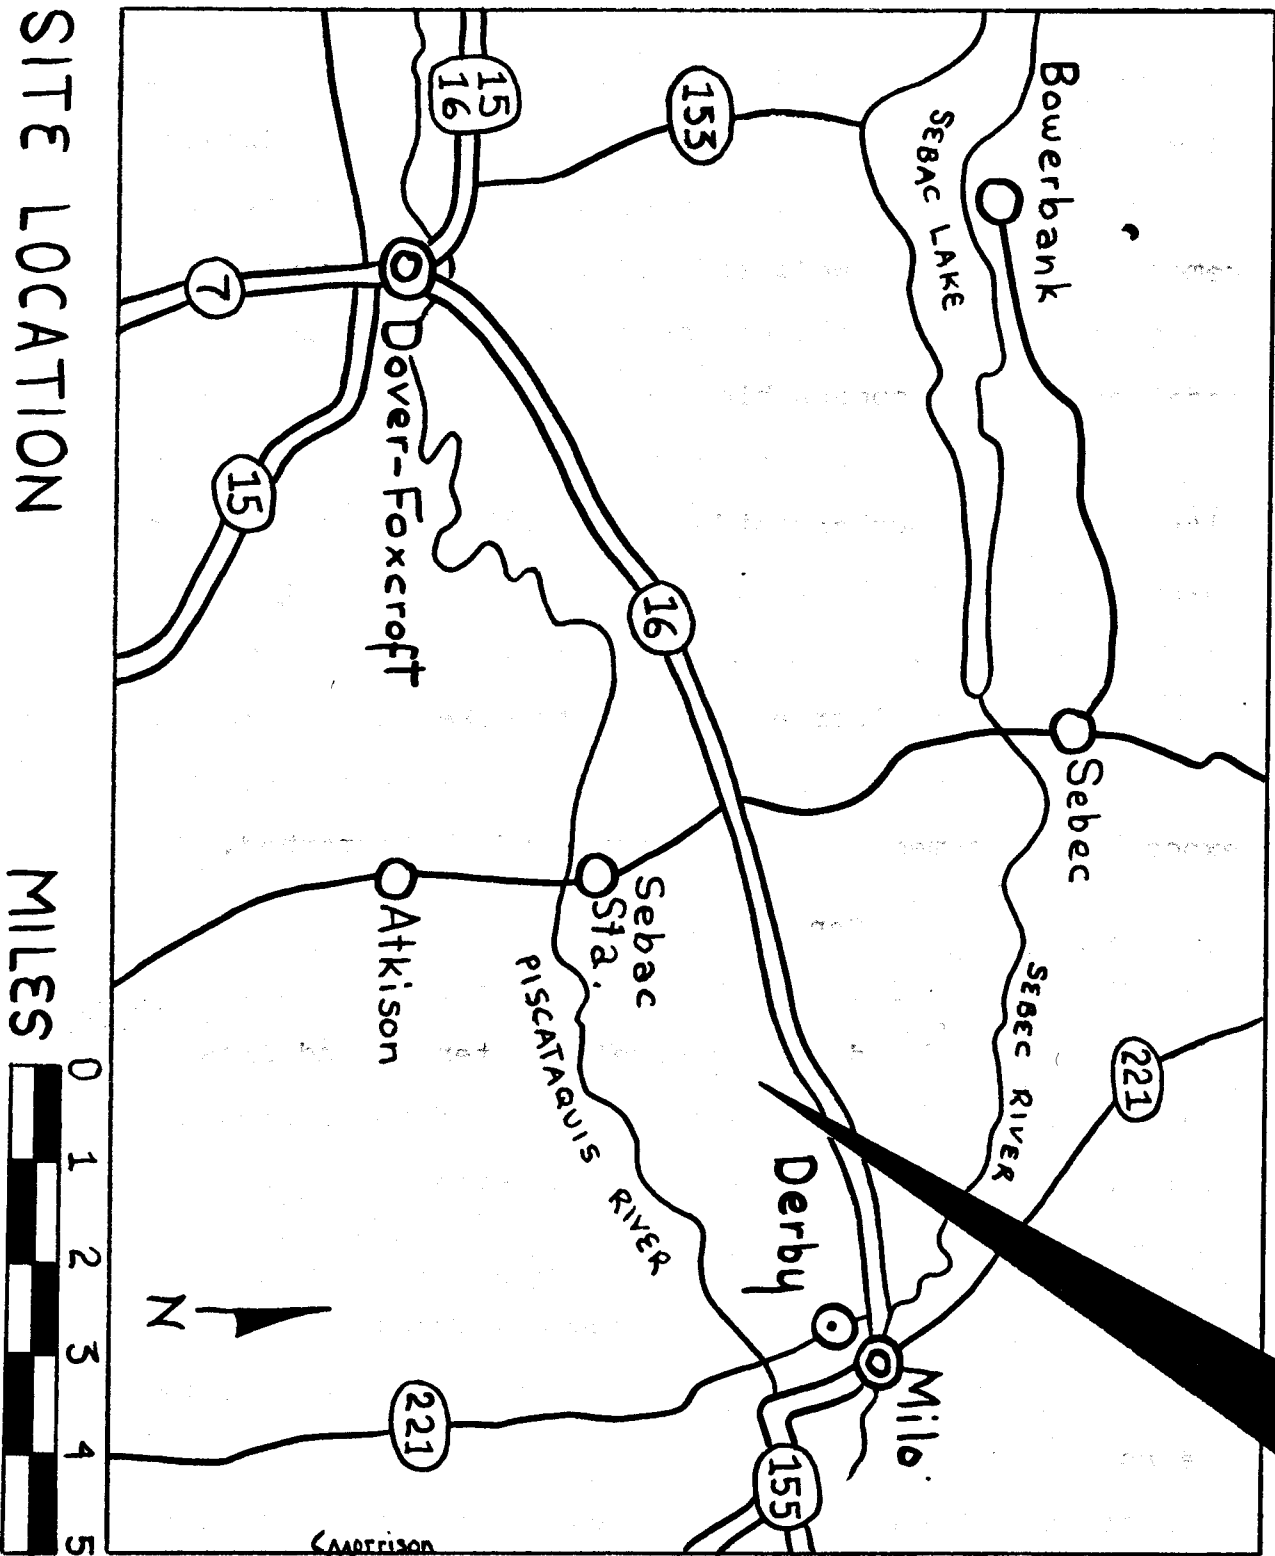 Bowerbank
SEBAC LAKE
153
15
16
Sebec
SEBEC RIVER
221
16
7
Dover-Foxcroft
15
Sebac
Sta.
Atkison
PISCATAQUIS RIVER
Derby
Milo
155
221
N
SITE LOCATION
MILES
0 1 2 3 4 5